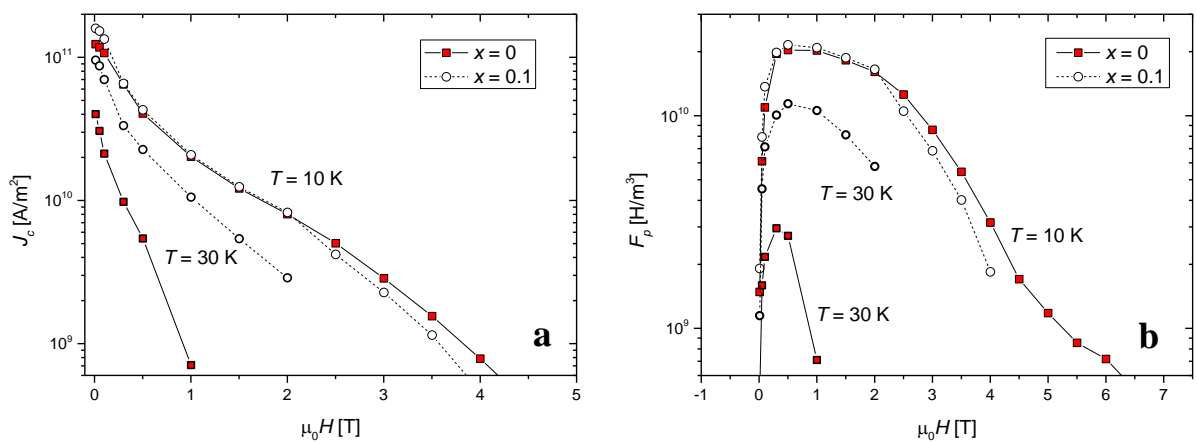 x = 0
x = 0.1
10¹¹
10¹⁰
10⁹
J_c [A/m²]
T = 10 K
T = 30 K
a
0 1 2 3 4 5
μ₀H [T]
x = 0
x = 0.1
10¹⁰
10⁹
F_p [H/m³]
T = 30 K
T = 10 K
T = 30 K
b
-1 0 1 2 3 4 5 6 7
μ₀H [T]